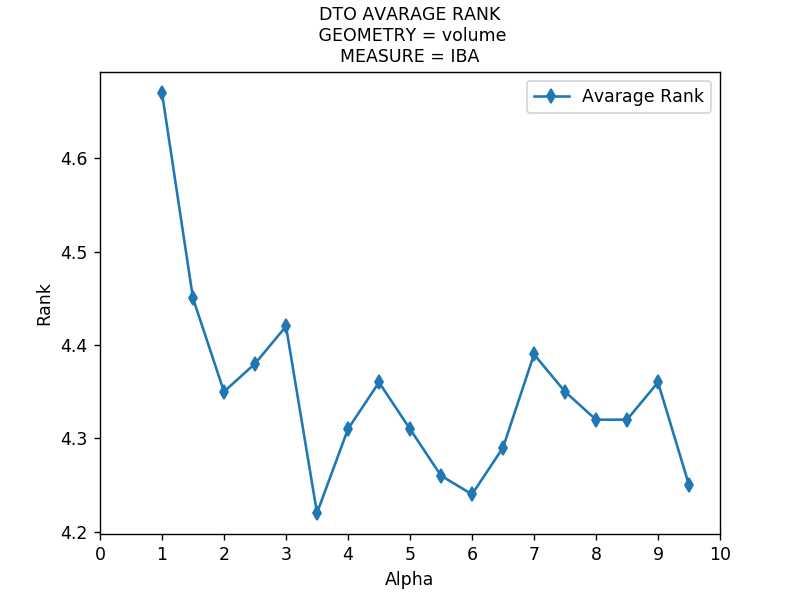 DTO AVARAGE RANK
GEOMETRY = volume
MEASURE = IBA
Avarage Rank
4.6
4.5
4.4
4.3
4.2
Rank
0 1 2 3 4 5 6 7 8 9 10
Alpha